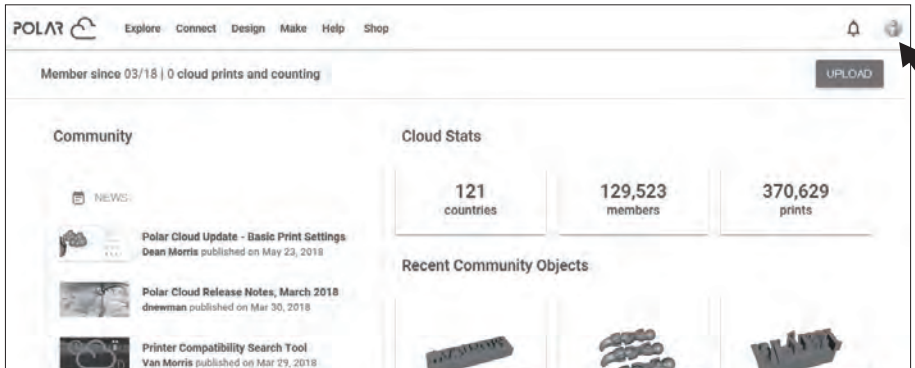 POLAR Explore Connect Design Make Help Shop
Member since 03/18 | 0 cloud prints and counting
UPLOAD
Community
NEWS
Polar Cloud Update - Basic Print Settings
Dean Morris published on May 23, 2018
Polar Cloud Release Notes, March 2018
dnewman published on Mar 30, 2018
Printer Compatibility Search Tool
Van Morris published on Mar 29, 2018
Cloud Stats
121
countries
129,523
members
370,629
prints
Recent Community Objects